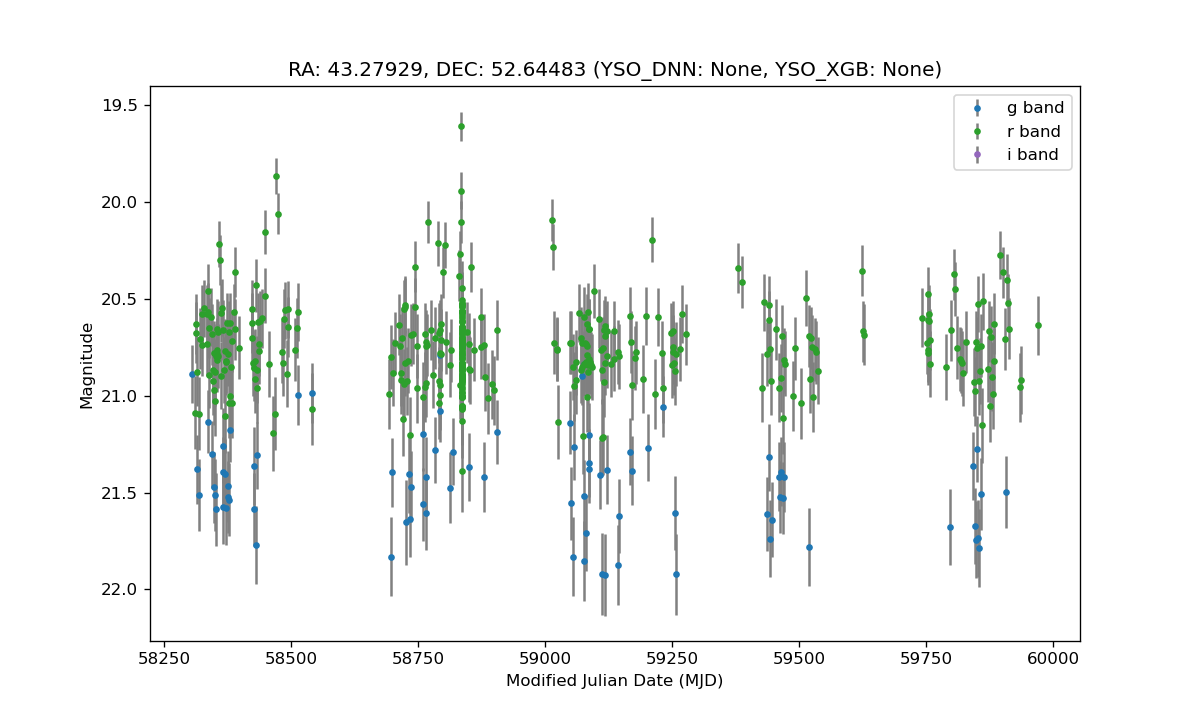 RA: 43.27929, DEC: 52.64483 (YSO_DNN: None, YSO_XGB: None)
g band
r band
i band
19.5
20.0
20.5
21.0
21.5
22.0
Magnitude
58250 58500 58750 59000 59250 59500 59750 60000
Modified Julian Date (MJD)